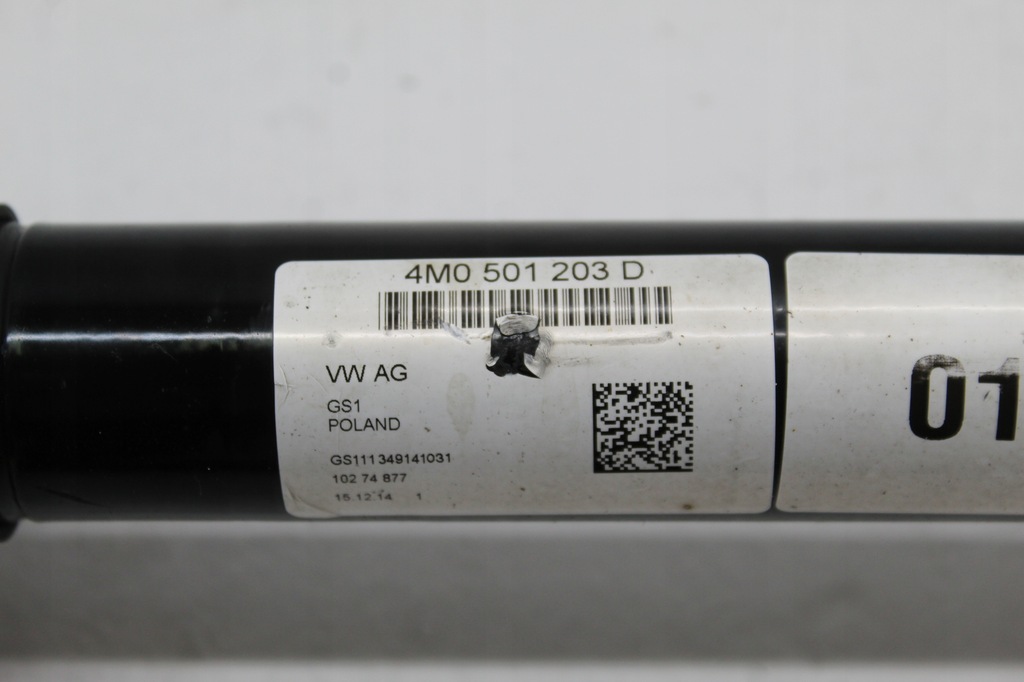 4M0 501 203 D
VW AG
GS1
POLAND
GS111349141031
102 74 877
15.12.14 1
01